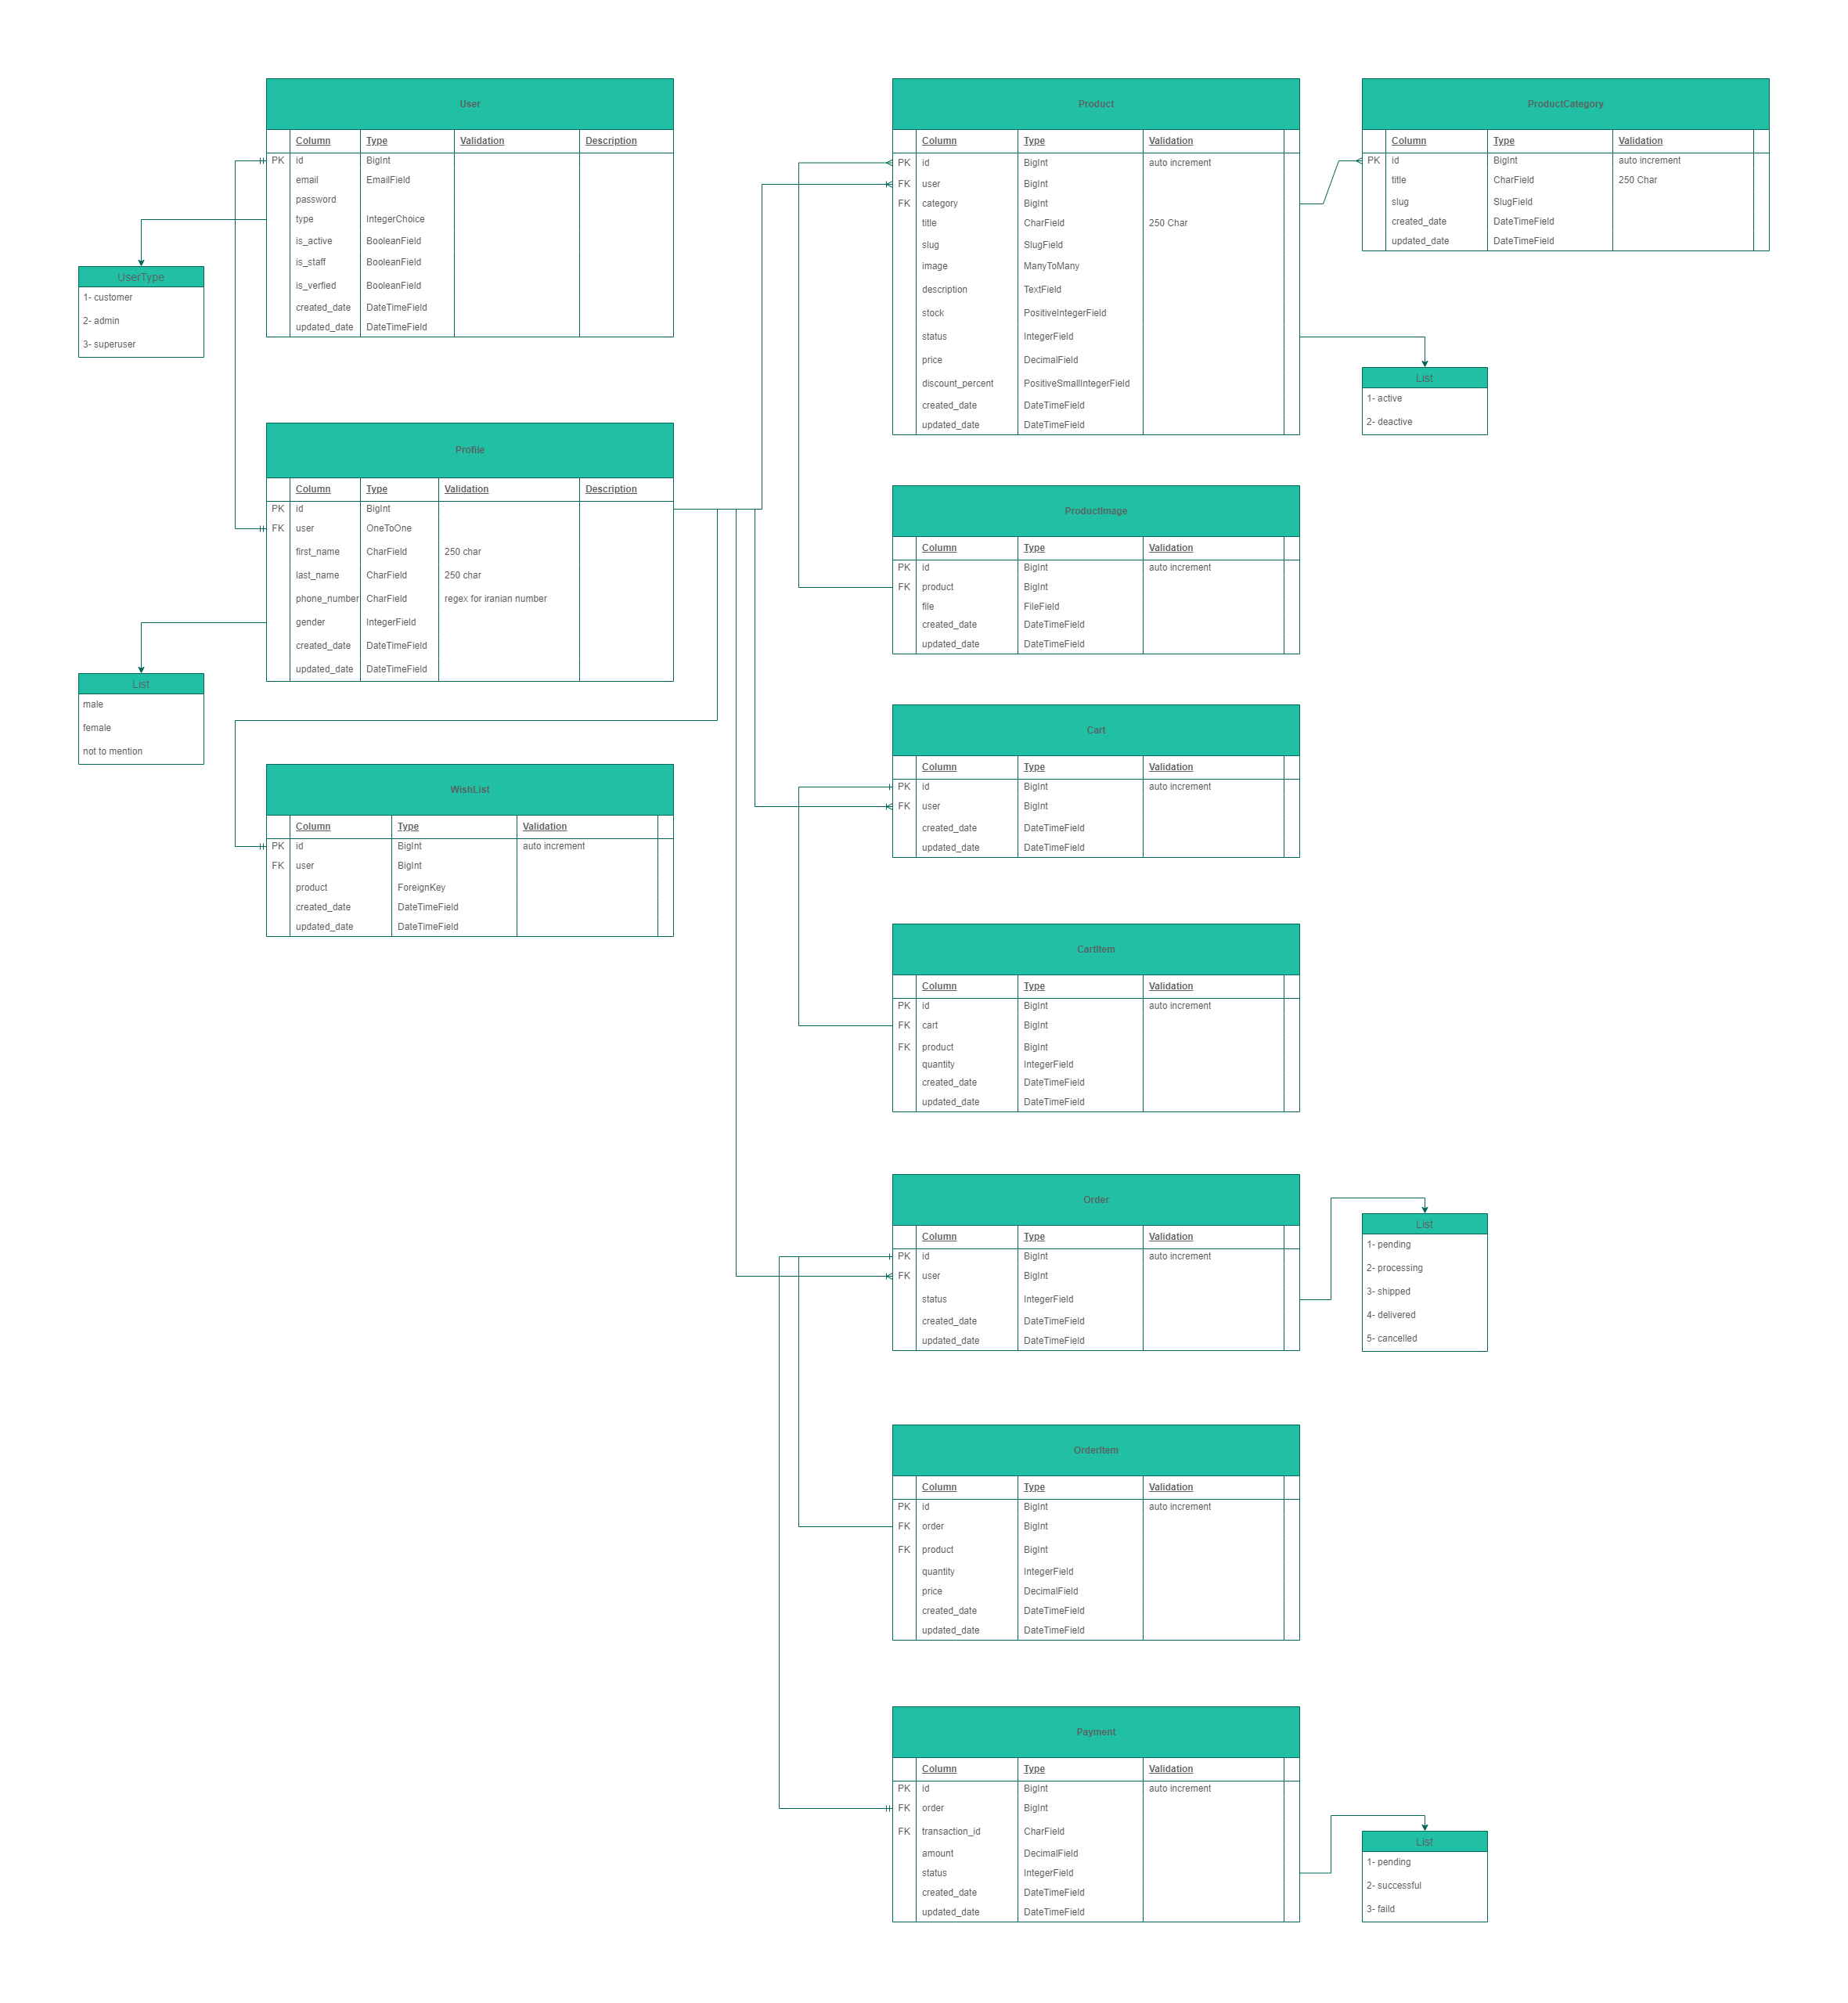 User
Column Type Validation Description
PK id BigInt
email EmailField
password
type IntegerChoice
is_active BooleanField
is_staff BooleanField
is_verfied BooleanField
created_date DateTimeField
updated_date DateTimeField
UserType
1- customer
2- admin
3- superuser
Profile
Column Type Validation Description
PK id BigInt
FK user OneToOne
first_name CharField 250 char
last_name CharField 250 char
phone_number CharField regex for iranian number
gender IntegerField
created_date DateTimeField
updated_date DateTimeField
List
male
female
not to mention
WishList
Column Type Validation
PK id BigInt auto increment
FK user BigInt
product ForeignKey
created_date DateTimeField
updated_date DateTimeField
Product
Column Type Validation
PK id BigInt auto increment
FK user BigInt
FK category BigInt
title CharField 250 Char
slug SlugField
image ManyToMany
description TextField
stock PositiveIntegerField
status IntegerField
price DecimalField
discount_percent PositiveSmallIntegerField
created_date DateTimeField
updated_date DateTimeField
ProductCategory
Column Type Validation
PK id BigInt auto increment
title CharField 250 Char
slug SlugField
created_date DateTimeField
updated_date DateTimeField
List
1- active
2- deactive
ProductImage
Column Type Validation
PK id BigInt auto increment
FK product BigInt
file FileField
created_date DateTimeField
updated_date DateTimeField
Cart
Column Type Validation
PK id BigInt auto increment
FK user BigInt
created_date DateTimeField
updated_date DateTimeField
CartItem
Column Type Validation
PK id BigInt auto increment
FK cart BigInt
FK product BigInt
quantity IntegerField
created_date DateTimeField
updated_date DateTimeField
Order
Column Type Validation
PK id BigInt auto increment
FK user BigInt
status IntegerField
created_date DateTimeField
updated_date DateTimeField
List
1- pending
2- processing
3- shipped
4- delivered
5- cancelled
OrderItem
Column Type Validation
PK id BigInt auto increment
FK order BigInt
FK product BigInt
quantity IntegerField
price DecimalField
created_date DateTimeField
updated_date DateTimeField
Payment
Column Type Validation
PK id BigInt auto increment
FK order BigInt
FK transaction_id CharField
amount DecimalField
status IntegerField
created_date DateTimeField
updated_date DateTimeField
List
1- pending
2- successful
3- faild